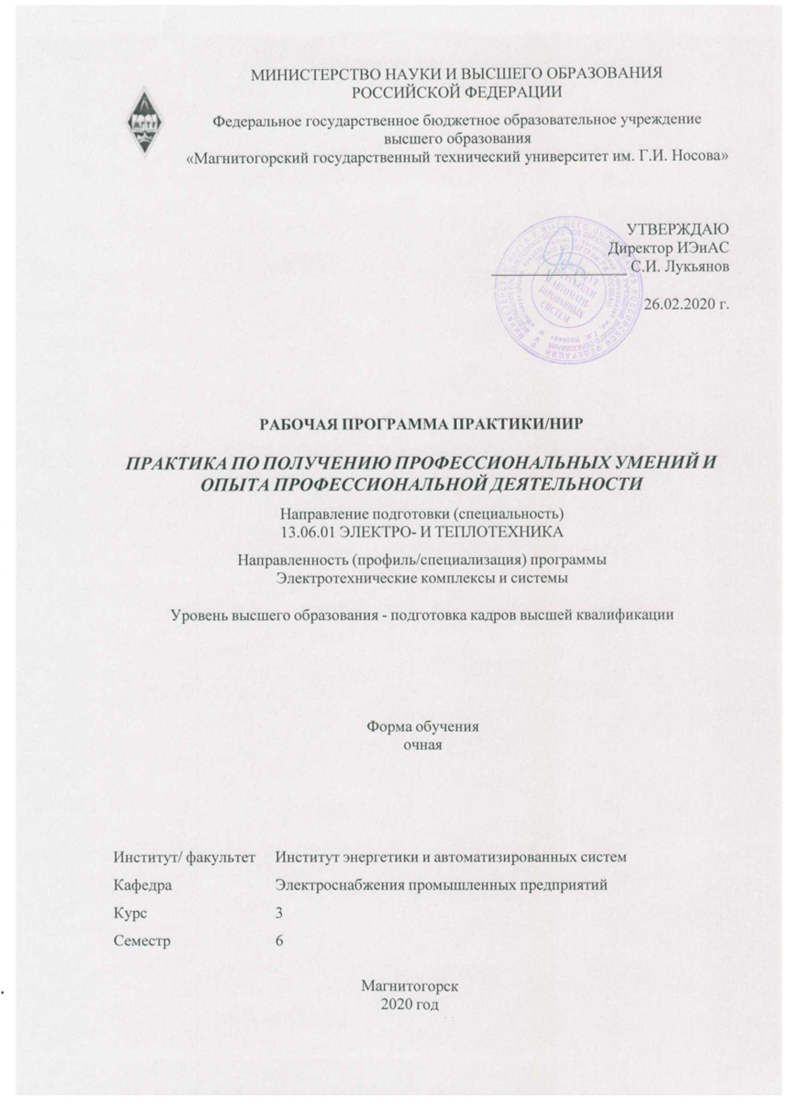 МИНИСТЕРСТВО НАУКИ И ВЫСШЕГО ОБРАЗОВАНИЯ
РОССИЙСКОЙ ФЕДЕРАЦИИ
Федеральное государственное бюджетное образовательное учреждение
высшего образования
«Магнитогорский государственный технический университет им. Г.И. Носова»
УТВЕРЖДАЮ
Директор ИЭиАС
С.И. Лукьянов
26.02.2020 г.
РАБОЧАЯ ПРОГРАММА ПРАКТИКИ/НИР
ПРАКТИКА ПО ПОЛУЧЕНИЮ ПРОФЕССИОНАЛЬНЫХ УМЕНИЙ И
ОПЫТА ПРОФЕССИОНАЛЬНОЙ ДЕЯТЕЛЬНОСТИ
Направление подготовки (специальность)
13.06.01 ЭЛЕКТРО- И ТЕПЛОТЕХНИКА
Направленность (профиль/специализация) программы
Электротехнические комплексы и системы
Уровень высшего образования - подготовка кадров высшей квалификации
Форма обучения
очная
Институт/ факультет Институт энергетики и автоматизированных систем
Кафедра Электроснабжения промышленных предприятий
Курс 3
Семестр 6
Магнитогорск
2020 год